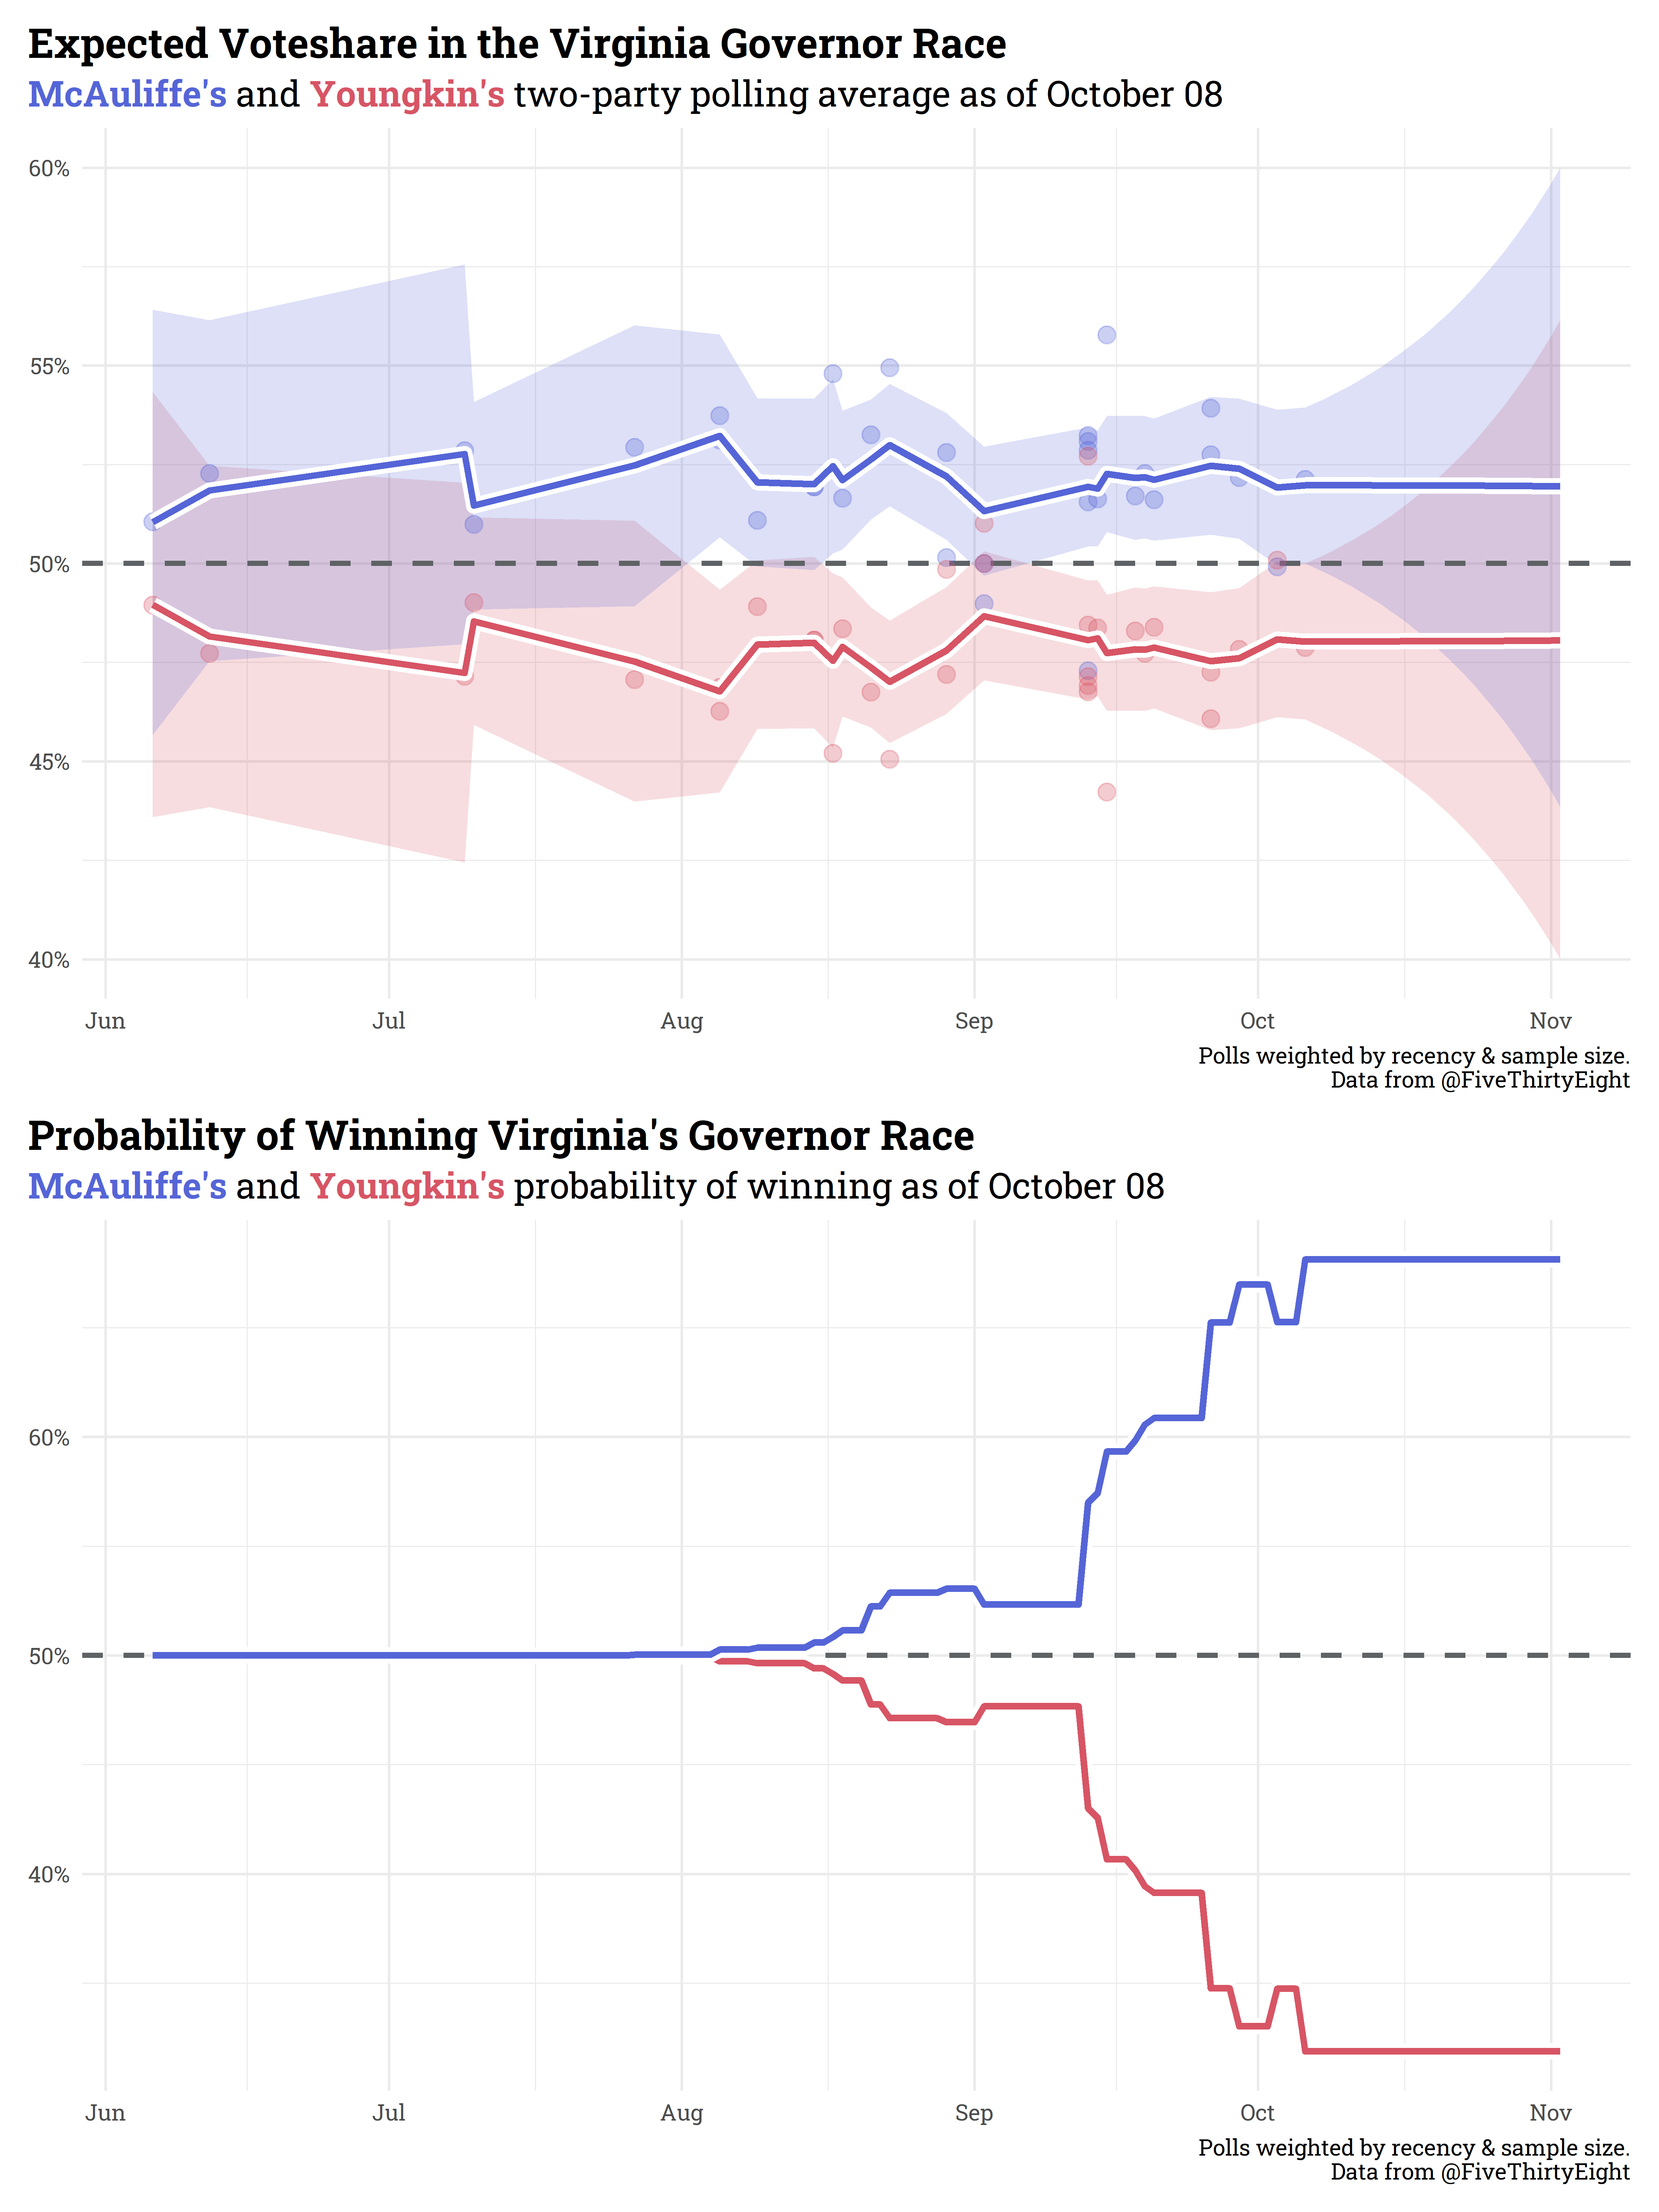 Expected Voteshare in the Virginia Governor Race
McAuliffe's and Youngkin's two-party polling average as of October 08
60%
55%
50%
45%
40%
Jun Jul Aug Sep Oct Nov
Polls weighted by recency & sample size.
Data from @FiveThirtyEight
Probability of Winning Virginia's Governor Race
McAuliffe's and Youngkin's probability of winning as of October 08
60%
50%
40%
Jun Jul Aug Sep Oct Nov
Polls weighted by recency & sample size.
Data from @FiveThirtyEight